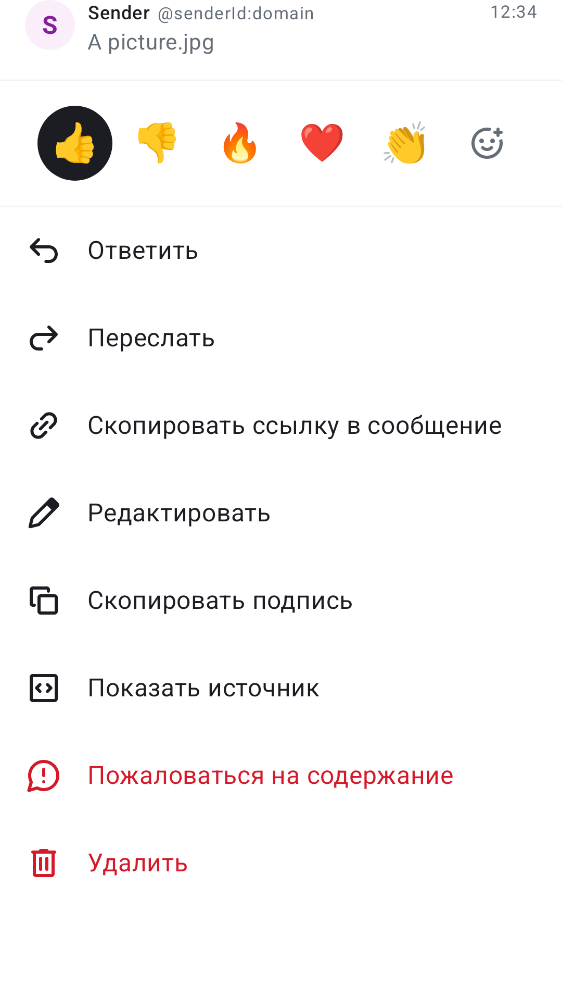 S
Sender @senderId:domain 12:34
A picture.jpg
Ответить
Переслать
Скопировать ссылку в сообщение
Редактировать
Скопировать подпись
Показать источник
Пожаловаться на содержание
Удалить